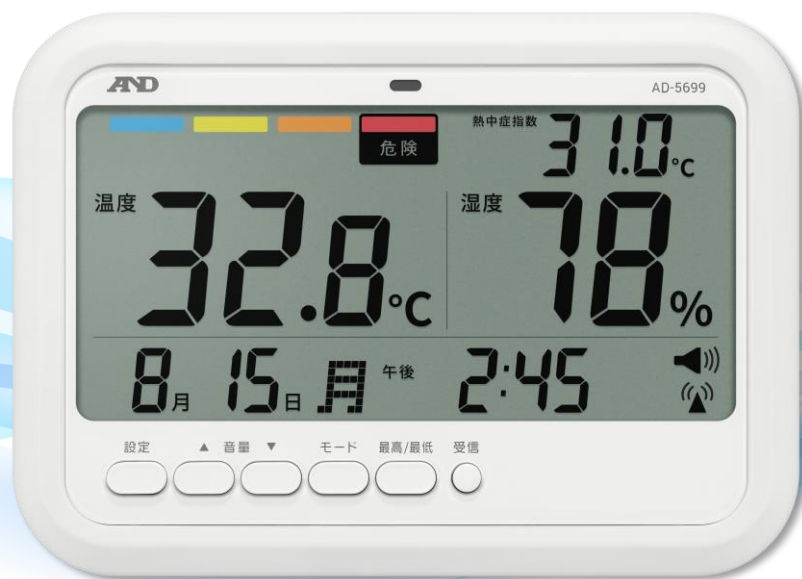 AND
AD-5699
危険
熱中症指数 31.0℃
温度 32.8℃
湿度 78%
8月 15日 月 午後 2:45
設定 ▲ 音量 ▼ モード 最高/最低 受信